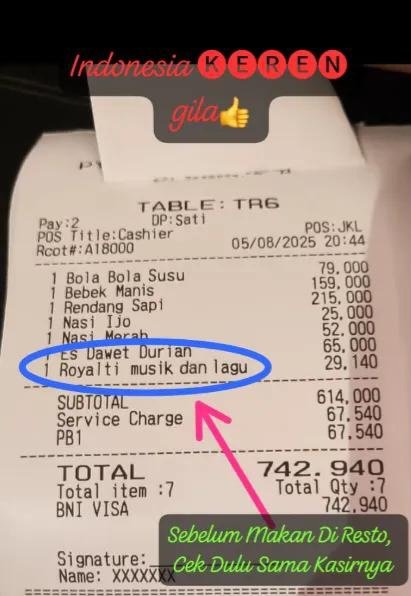 Indonesia KEREN
gila👍
TABLE: TR6
Pay:2 OP:Sati
POS Title:Cashier POS:JKL
Rcot#:A18000 05/08/2025 20:44
1 Bola Bola Susu 79,000
1 Bebek Manis 159,000
1 Rendang Sapi 215,000
1 Nasi Ijo 25,000
1 Nasi Merah 52,000
1 Es Dawet Durian 65,000
1 Royalti musik dan lagu 29,140
SUBTOTAL 614,000
Service Charge 67,540
PB1 67,540
TOTAL 742.940
Total item :7 Total Qty :7
BNI VISA 742,940
Sebelum Makan Di Resto,
Cek Dulu Sama Kasirnya
Signature:
Name: XXXXXXX